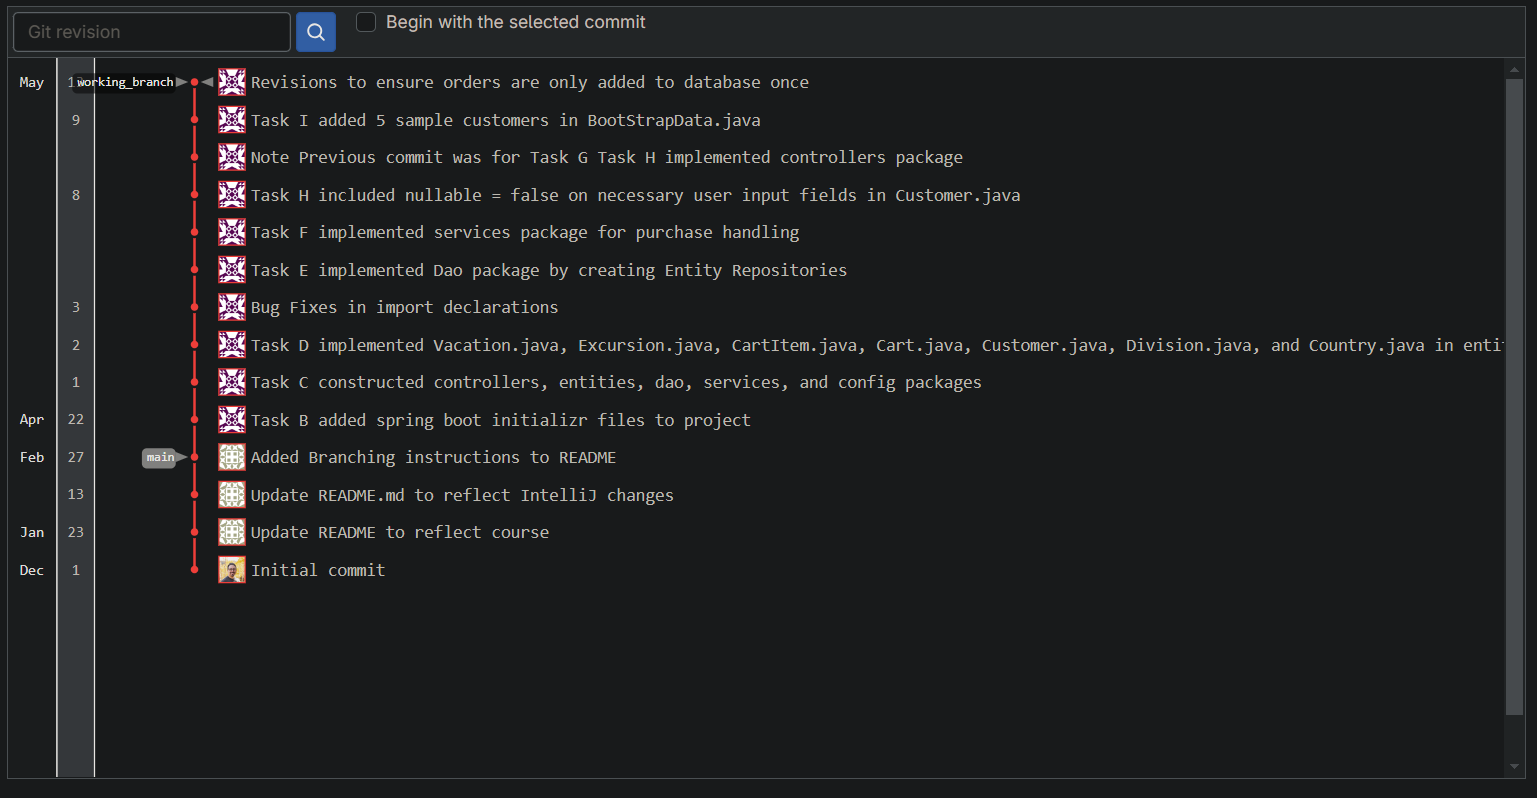 Git revision
Begin with the selected commit
May working_branch Revisions to ensure orders are only added to database once
9 Task I added 5 sample customers in BootStrapData.java
Note Previous commit was for Task G Task H implemented controllers package
8 Task H included nullable = false on necessary user input fields in Customer.java
Task F implemented services package for purchase handling
Task E implemented Dao package by creating Entity Repositories
3 Bug Fixes in import declarations
2 Task D implemented Vacation.java, Excursion.java, CartItem.java, Cart.java, Customer.java, Division.java, and Country.java in enti
1 Task C constructed controllers, entities, dao, services, and config packages
Apr 22 Task B added spring boot initializr files to project
Feb 27 main Added Branching instructions to README
13 Update README.md to reflect IntelliJ changes
Jan 23 Update README to reflect course
Dec 1 Initial commit